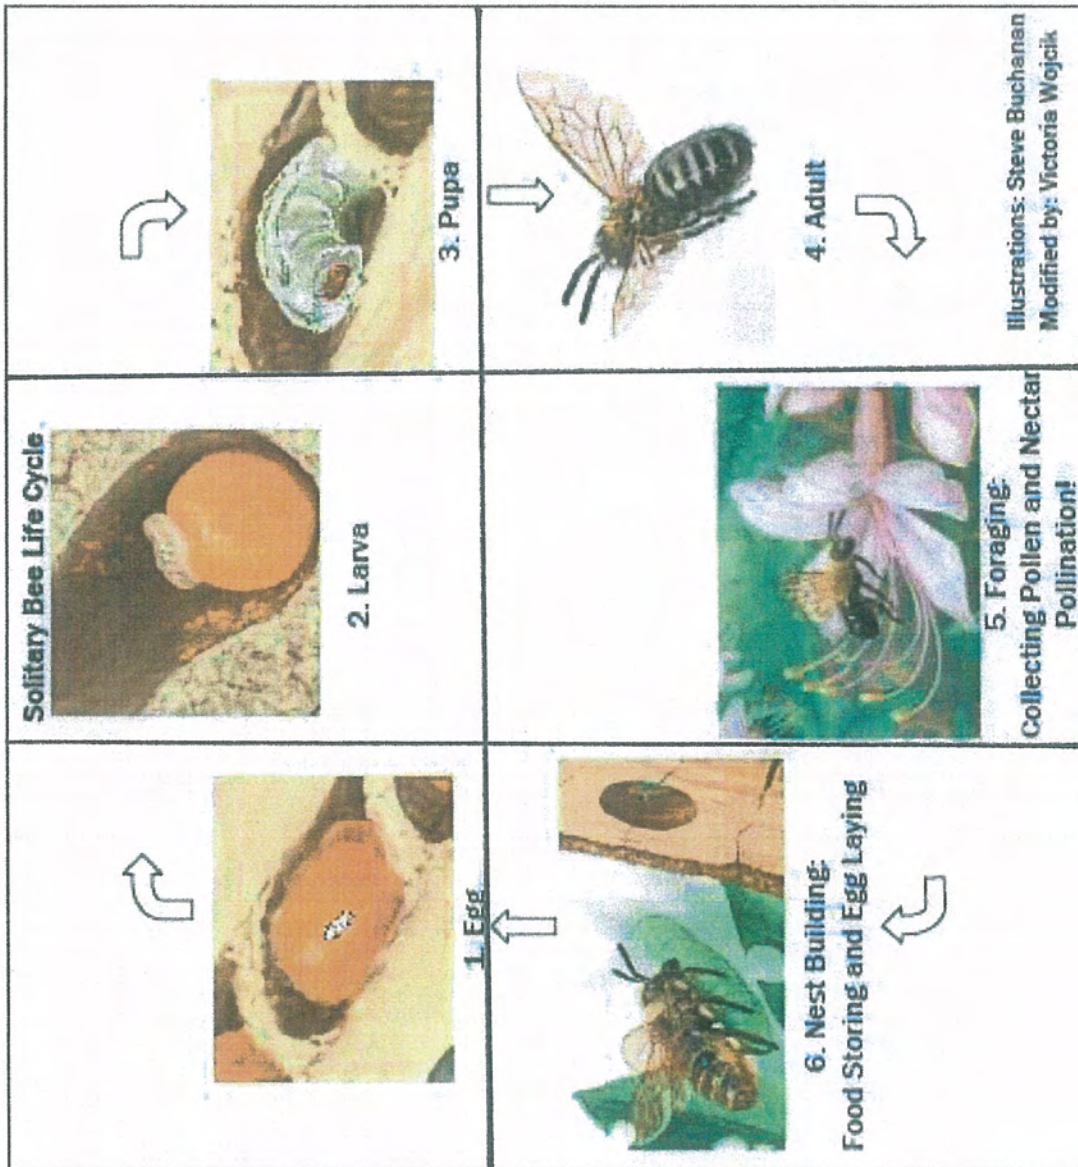 Solitary Bee Life Cycle
1. Egg
2. Larva
3. Pupa
4. Adult
5. Foraging:
Collecting Pollen and Nectar
Pollination!
6. Nest Building:
Food Storing and Egg Laying
Illustrations: Steve Buchanan
Modified by: Victoria Wojcik